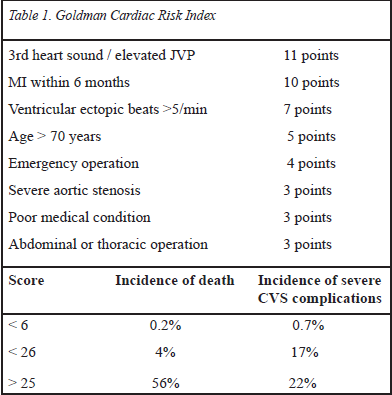 Table 1. Goldman Cardiac Risk Index
3rd heart sound / elevated JVP 11 points
MI within 6 months 10 points
Ventricular ectopic beats >5/min 7 points
Age > 70 years 5 points
Emergency operation 4 points
Severe aortic stenosis 3 points
Poor medical condition 3 points
Abdominal or thoracic operation 3 points
Score Incidence of death Incidence of severe
CVS complications
< 6 0.2% 0.7%
< 26 4% 17%
> 25 56% 22%